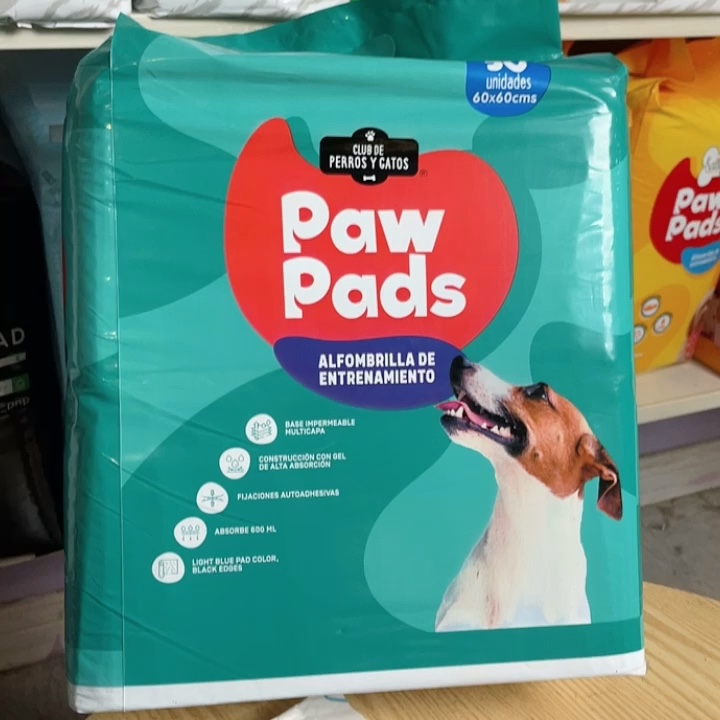 unidades
60x60cms
CLUB DE
PERROS Y GATOS
®
Paw
Pads
ALFOMBRILLA DE
ENTRENAMIENTO
BASE IMPERMEABLE
MULTICAPA
CONSTRUCCIÓN CON GEL
DE ALTA ABSORCIÓN
FIJACIONES AUTOADHESIVAS
ABSORBE 600 ML
LIGHT BLUE PAD COLOR,
BLACK EDGES
Paw
Pads